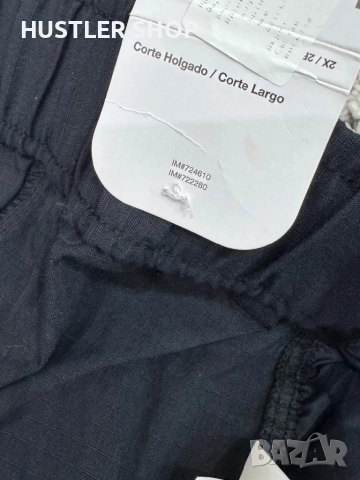 HUSTLER SHOP
2X / 2E
Corte Holgado / Corte Largo
IM#724610
IM#722280
BAZAR